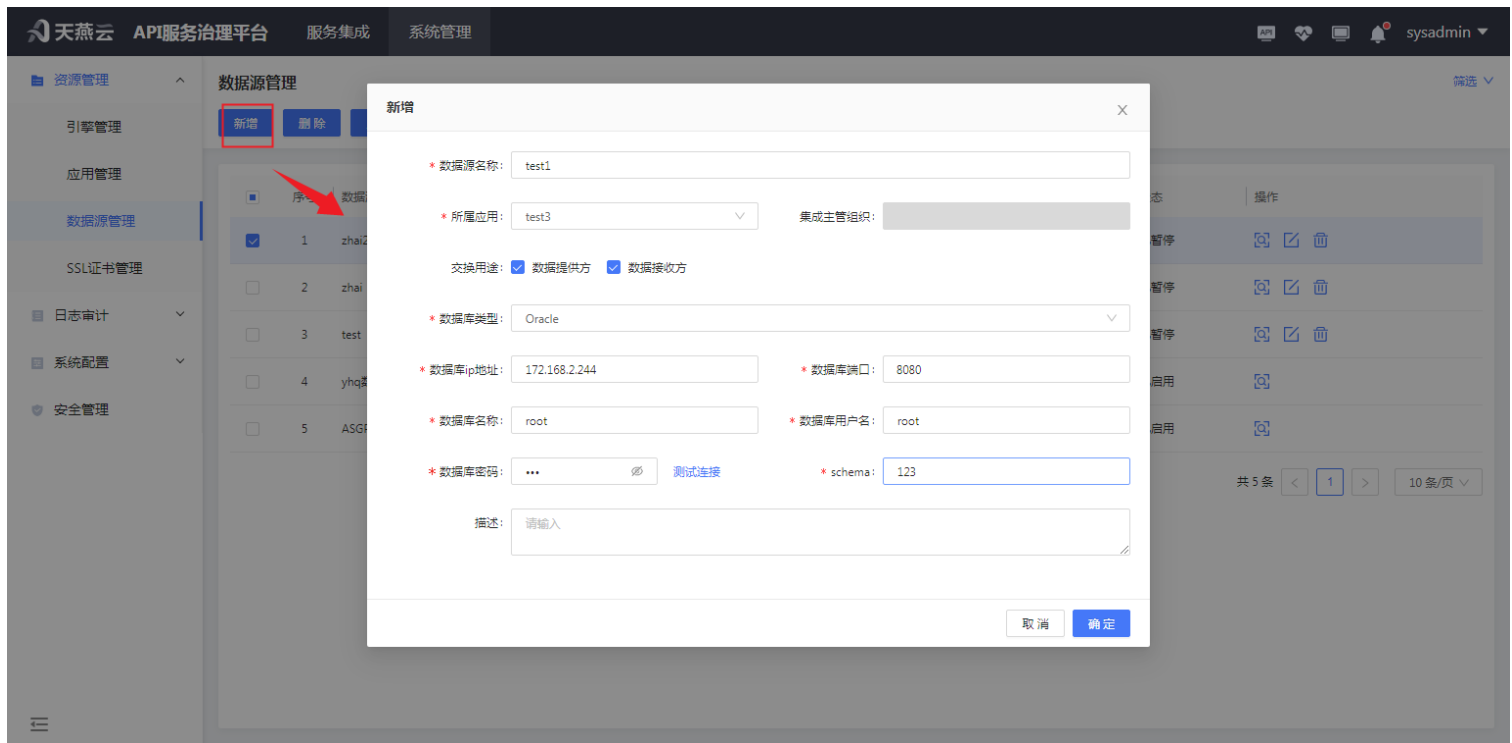 天燕云 API服务治理平台 服务集成 系统管理 API sysadmin
资源管理
引擎管理
应用管理
数据源管理
SSL证书管理
日志审计
系统配置
安全管理
数据源管理 筛选
新增 删除
序号 数据 态 操作
1 zhai2 暂停
2 zhai 暂停
3 test 暂停
4 yhq数 启用
5 ASG 启用
共5条 < 1 > 10条/页
新增
* 数据源名称: test1
* 所属应用: test3 集成主管组织:
交换用途: 数据提供方 数据接收方
* 数据库类型: Oracle
* 数据库ip地址: 172.168.2.244 * 数据库端口: 8080
* 数据库名称: root * 数据库用户名: root
* 数据库密码: ••• 测试连接 * schema: 123
描述: 请输入
取消 确定